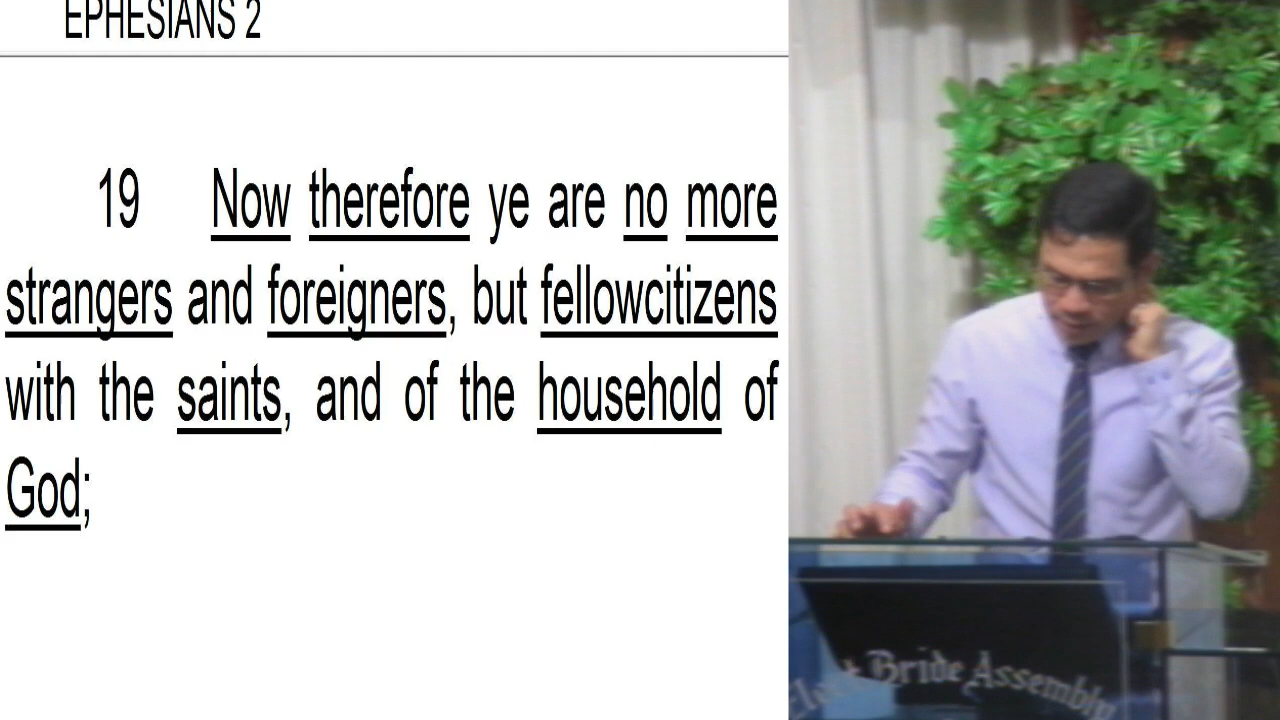 EPHESIANS 2
19 Now therefore ye are no more
strangers and foreigners, but fellowcitizens
with the saints, and of the household of
God;
Elect Bride Assembly